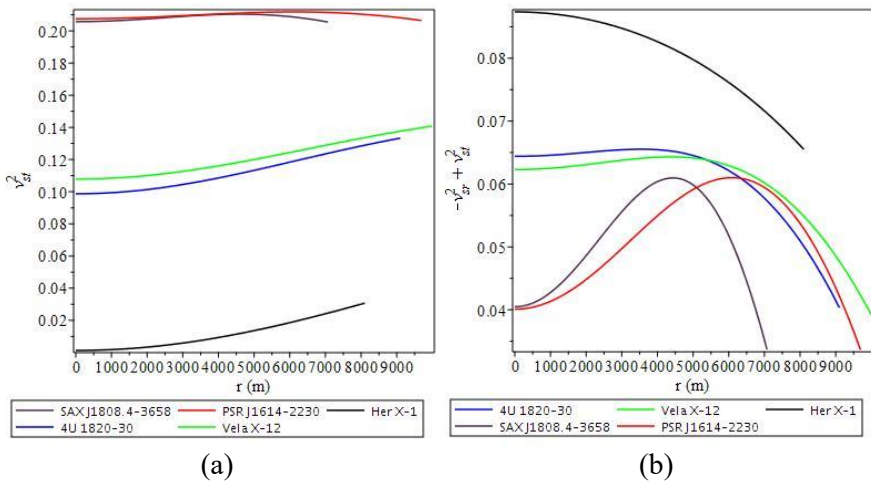 0.20
0.18
0.16
0.14
0.12
0.10
0.08
0.06
0.04
0.02
v²st
0 1000 2000 3000 4000 5000 6000 7000 8000 9000
r (m)
SAX J1808.4-3658 PSR J1614-2230 Her X-1
4U 1820-30 Vela X-12
(a)
0.08
0.07
0.06
0.05
0.04
-v²sr + v²st
0 1000 2000 3000 4000 5000 6000 7000 8000 9000
r (m)
4U 1820-30 Vela X-12 Her X-1
SAX J1808.4-3658 PSR J1614-2230
(b)